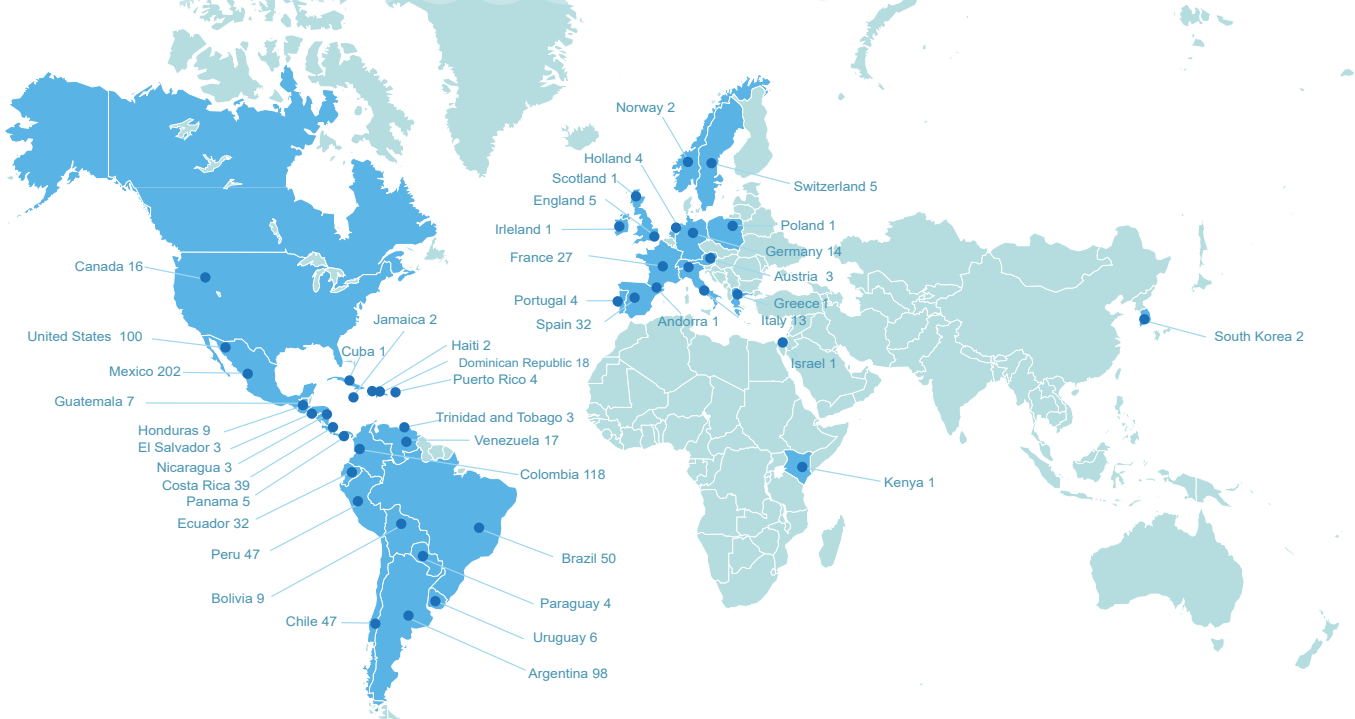 Norway 2
Holland 4
Scotland 1
Switzerland 5
England 5
Irleland 1
Poland 1
Germany 14
France 27
Canada 16
Austria  3
Portugal 4
Greece 1
Jamaica 2
Andorra 1
Italy 13
Spain 32
United States  100
South Korea 2
Haiti 2
Cuba 1
Dominican Republic 18
Israel 1
Mexico 202
Puerto Rico 4
Guatemala 7
Trinidad and Tobago 3
Honduras 9
Venezuela 17
El Salvador 3
Nicaragua 3
Colombia 118
Costa Rica 39
Kenya 1
Panama 5
Ecuador 32
Peru 47
Brazil 50
Bolivia 9
Paraguay 4
Chile 47
Uruguay 6
Argentina 98